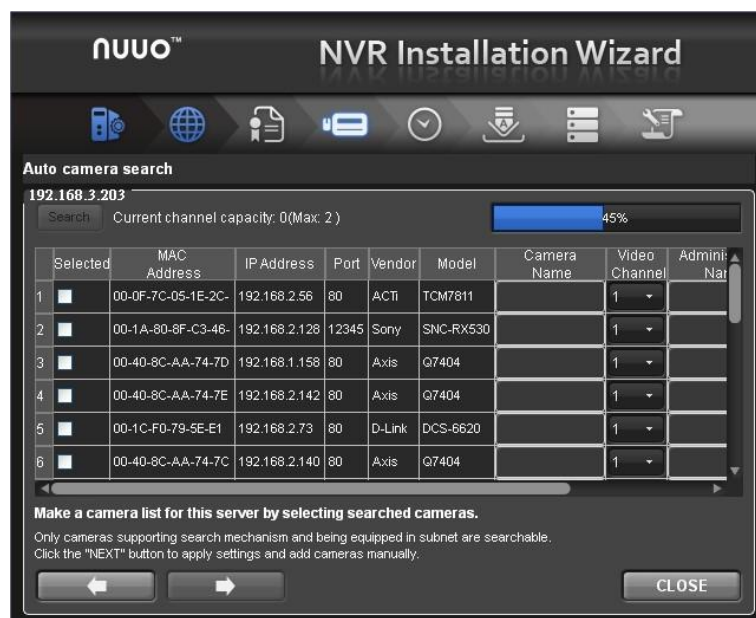 nuuo™
NVR Installation Wizard
Auto camera search
192.168.3.203
Search Current channel capacity: 0(Max: 2 ) 45%
Selected MAC Address IP Address Port Vendor Model Camera Name Video Channel Adminis Nar
1 00-0F-7C-05-1E-2C- 192.168.2.56 80 ACTi TCM7811 1
2 00-1A-80-8F-C3-46- 192.168.2.128 12345 Sony SNC-RX530 1
3 00-40-8C-AA-74-7D 192.168.1.158 80 Axis Q7404 1
4 00-40-8C-AA-74-7E 192.168.2.142 80 Axis Q7404 1
5 00-1C-F0-79-5E-E1 192.168.2.73 80 D-Link DCS-6620 1
6 00-40-8C-AA-74-7C 192.168.2.140 80 Axis Q7404 1
Make a camera list for this server by selecting searched cameras.
Only cameras supporting search mechanism and being equipped in subnet are searchable.
Click the "NEXT" button to apply settings and add cameras manually.
CLOSE